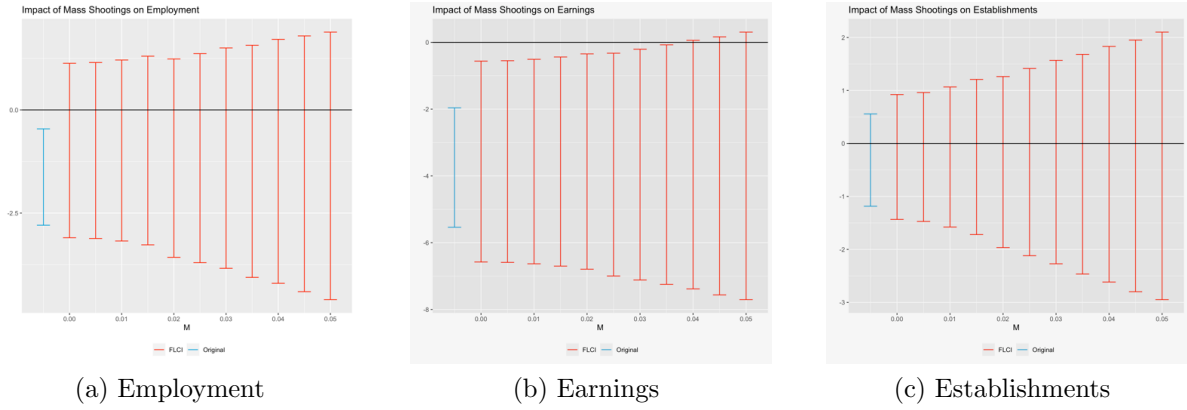 Impact of Mass Shootings on Employment
0.0
-2.5
0.00 0.01 0.02 0.03 0.04 0.05
M
FLCI Original
(a) Employment
Impact of Mass Shootings on Earnings
0
-2
-4
-6
-8
0.00 0.01 0.02 0.03 0.04 0.05
M
FLCI Original
(b) Earnings
Impact of Mass Shootings on Establishments
2
1
0
-1
-2
-3
0.00 0.01 0.02 0.03 0.04 0.05
M
FLCI Original
(c) Establishments